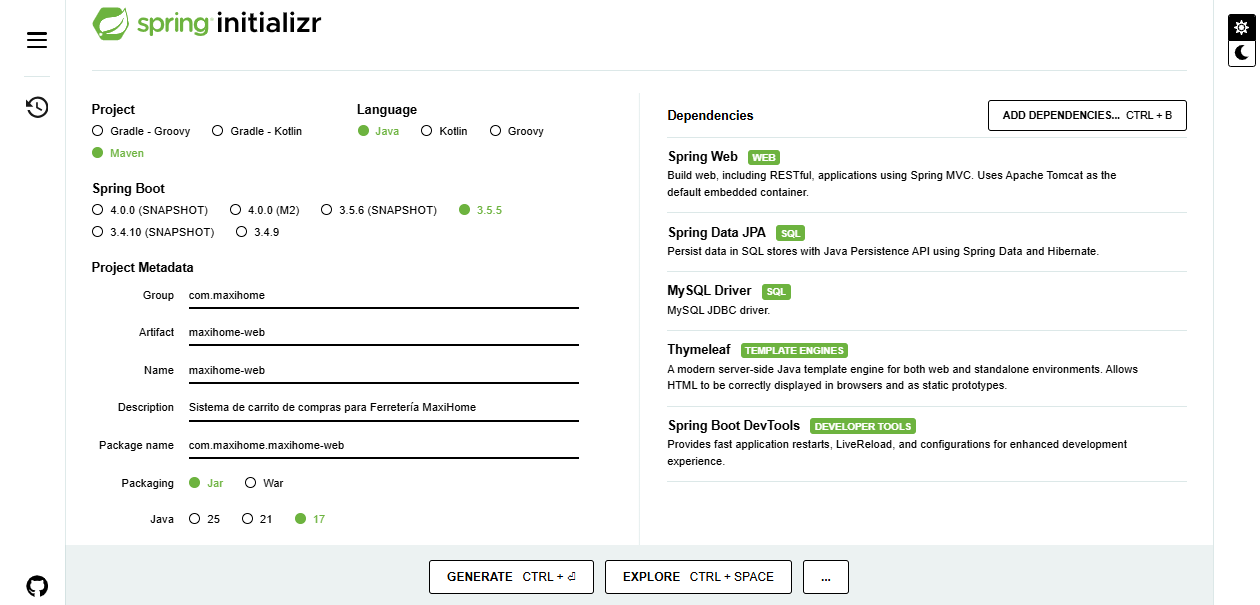 spring initializr
Project
Gradle - Groovy Gradle - Kotlin
Maven
Language
Java Kotlin Groovy
Spring Boot
4.0.0 (SNAPSHOT) 4.0.0 (M2) 3.5.6 (SNAPSHOT) 3.5.5
3.4.10 (SNAPSHOT) 3.4.9
Project Metadata
Group com.maxihome
Artifact maxihome-web
Name maxihome-web
Description Sistema de carrito de compras para Ferretería MaxiHome
Package name com.maxihome.maxihome-web
Packaging Jar War
Java 25 21 17
Dependencies ADD DEPENDENCIES... CTRL + B
Spring Web WEB
Build web, including RESTful, applications using Spring MVC. Uses Apache Tomcat as the
default embedded container.
Spring Data JPA SQL
Persist data in SQL stores with Java Persistence API using Spring Data and Hibernate.
MySQL Driver SQL
MySQL JDBC driver.
Thymeleaf TEMPLATE ENGINES
A modern server-side Java template engine for both web and standalone environments. Allows
HTML to be correctly displayed in browsers and as static prototypes.
Spring Boot DevTools DEVELOPER TOOLS
Provides fast application restarts, LiveReload, and configurations for enhanced development
experience.
GENERATE CTRL + ⏎ EXPLORE CTRL + SPACE ...